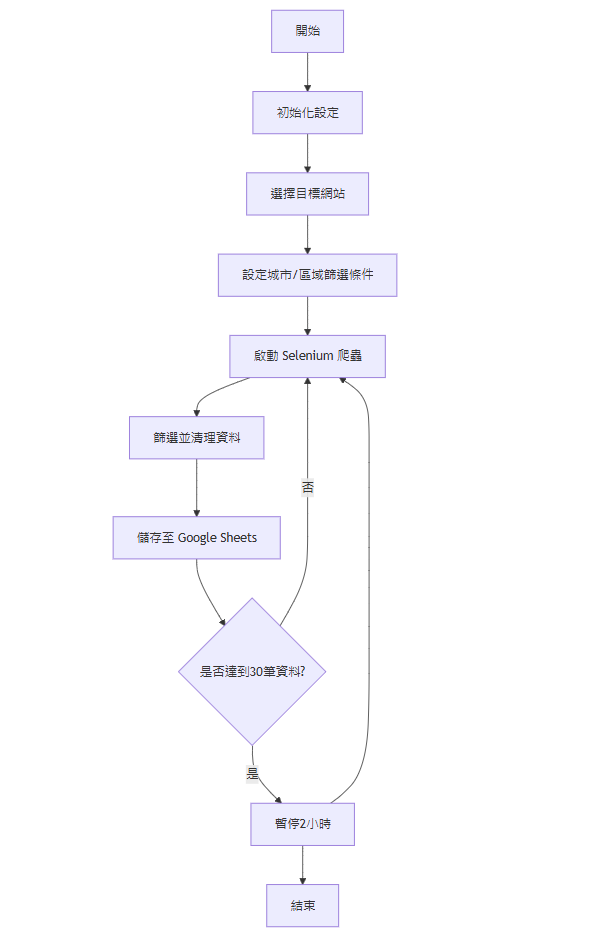 開始
初始化設定
選擇目標網站
設定城市/區域篩選條件
啟動 Selenium 爬蟲
篩選並清理資料
否
儲存至 Google Sheets
是否達到30筆資料?
是
暫停2小時
結束